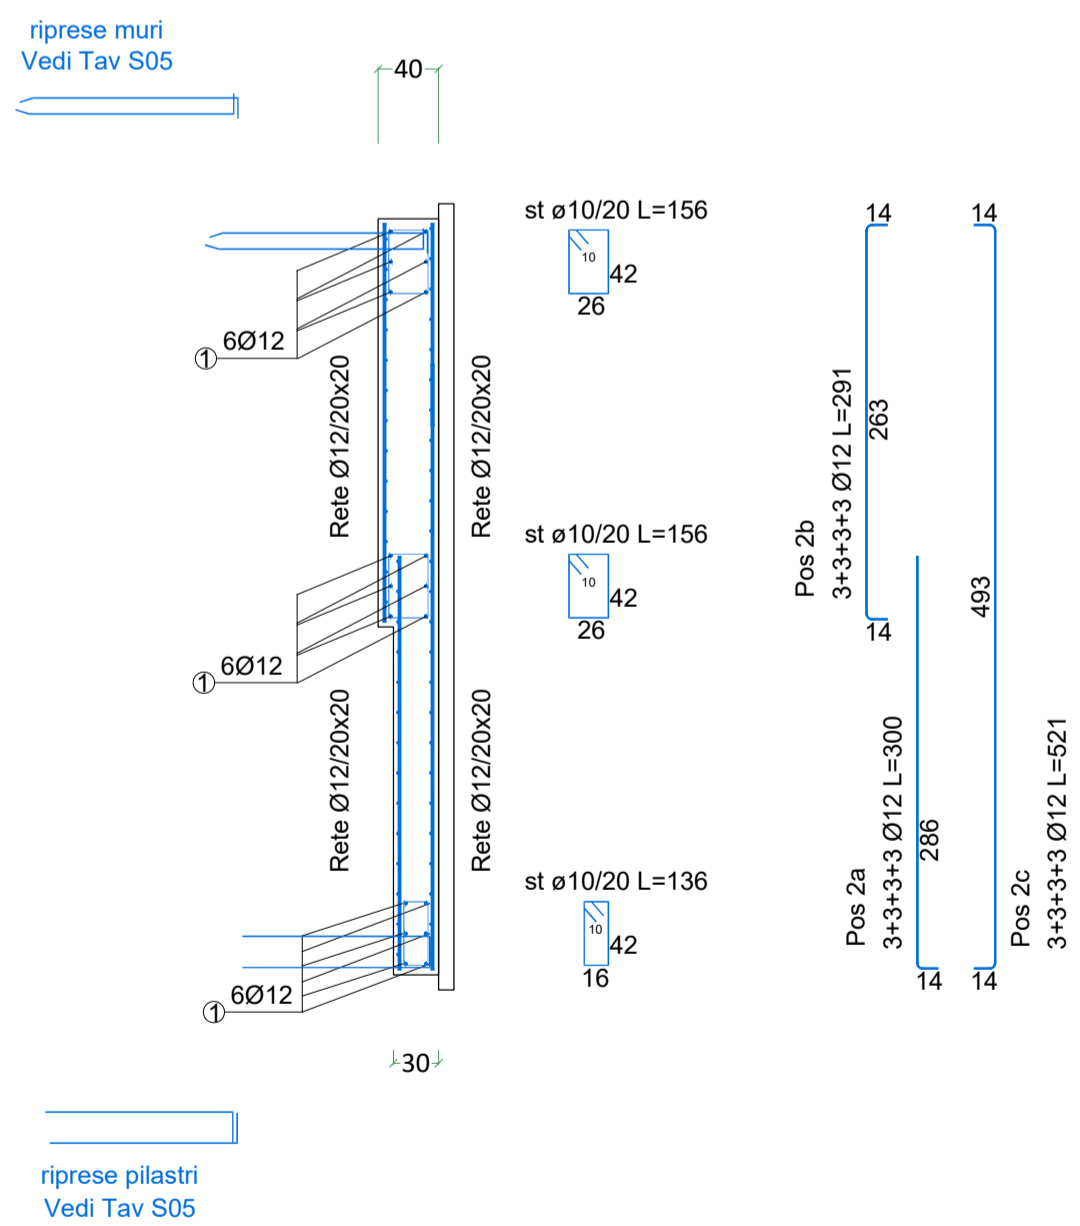 riprese muri
Vedi Tav S05
40
st ø10/20 L=156
10
42
26
6Ø12
1
Rete Ø12/20x20
Rete Ø12/20x20
14
263
14
Pos 2b
3+3+3+3 Ø12 L=291
14
493
14
Pos 2c
3+3+3+3 Ø12 L=521
st ø10/20 L=156
10
42
26
6Ø12
1
Rete Ø12/20x20
Rete Ø12/20x20
Pos 2a
3+3+3+3 Ø12 L=300
286
14
st ø10/20 L=136
10
42
16
6Ø12
1
30
riprese pilastri
Vedi Tav S05